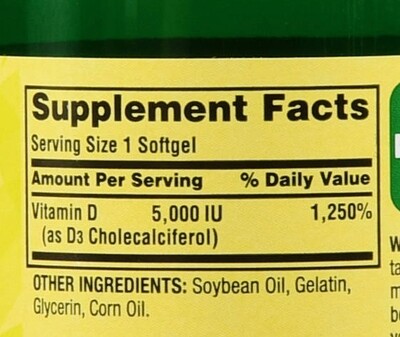 Supplement Facts
Serving Size 1 Softgel
Amount Per Serving % Daily Value
Vitamin D 5,000 IU 1,250%
(as D3 Cholecalciferol)
OTHER INGREDIENTS: Soybean Oil, Gelatin,
Glycerin, Corn Oil.